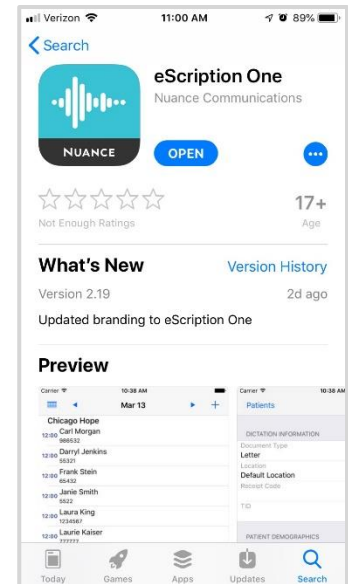 Verizon 11:00 AM 89%
Search
eScription One
Nuance Communications
NUANCE
OPEN
Not Enough Ratings
17+
Age
What's New
Version History
Version 2.19
2d ago
Updated branding to eScription One
Preview
Carrier 10:38 AM
Mar 13
Chicago Hope
12:00 Carl Morgan
986532
12:00 Darryl Jenkins
55321
12:00 Frank Stein
65432
12:00 Janie Smith
5522
12:00 Laura King
1234567
12:00 Laurie Kaiser
777777
Carrier 10:38 AM
Patients
DICTATION INFORMATION
Document Type
Letter
Location
Default Location
Receipt Code
TID
PATIENT DEMOGRAPHICS
Today
Games
Apps
Updates
Search